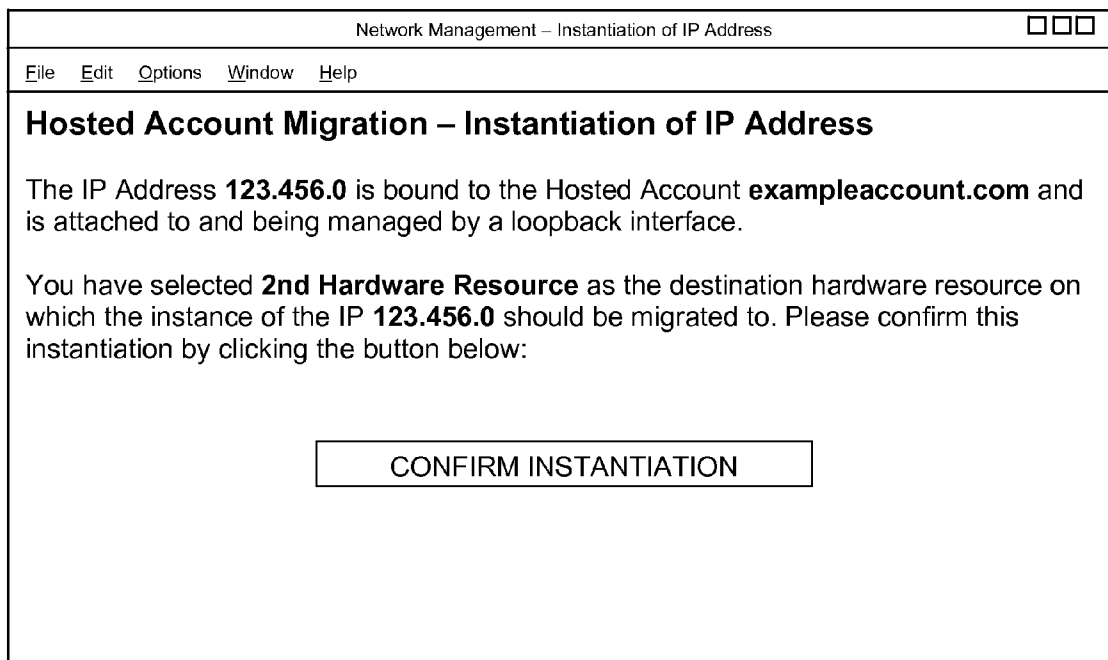 Network Management – Instantiation of IP Address
File Edit Options Window Help
Hosted Account Migration – Instantiation of IP Address
The IP Address 123.456.0 is bound to the Hosted Account exampleaccount.com and
is attached to and being managed by a loopback interface.
You have selected 2nd Hardware Resource as the destination hardware resource on
which the instance of the IP 123.456.0 should be migrated to. Please confirm this
instantiation by clicking the button below:
CONFIRM INSTANTIATION